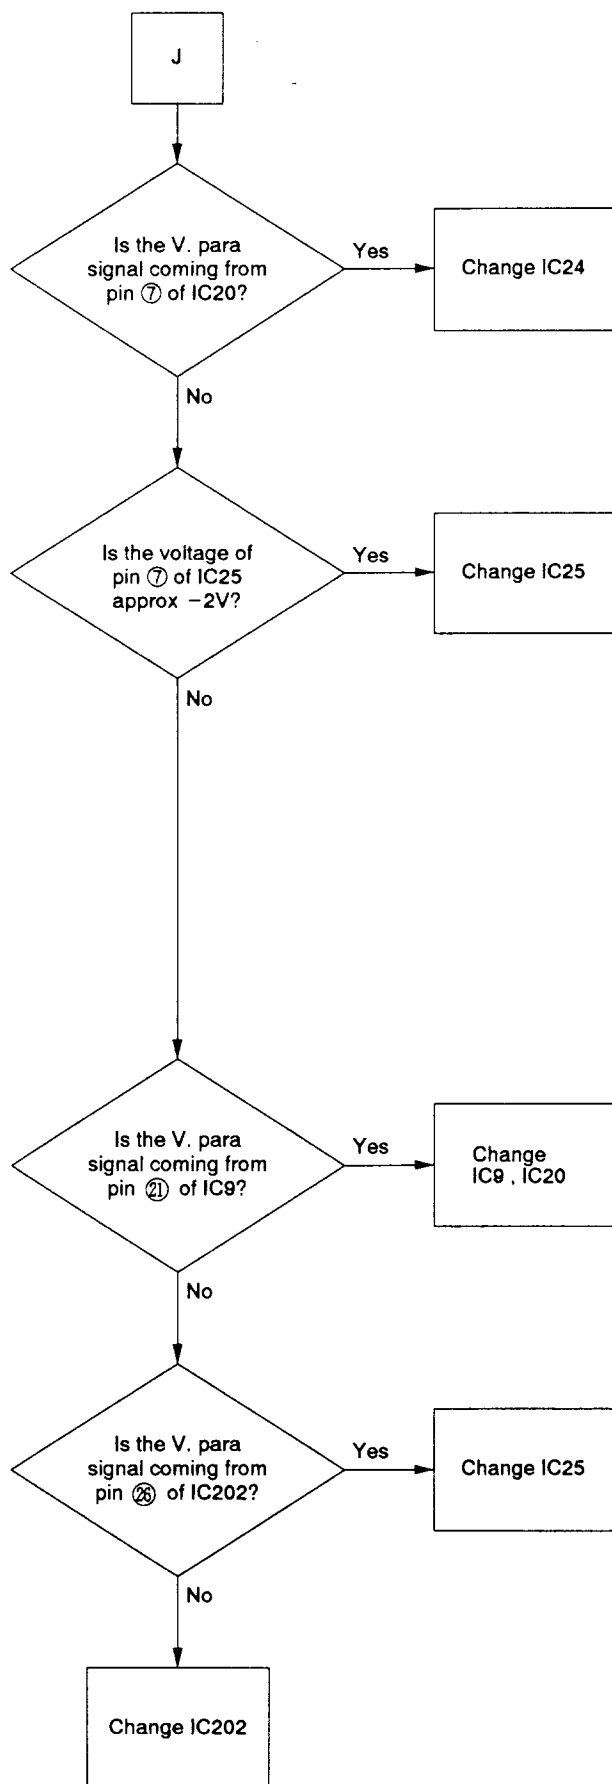 J
Is the V. para
signal coming from
pin ⑦ of IC20?
Yes
Change IC24
No
Is the voltage of
pin ⑦ of IC25
approx −2V?
Yes
Change IC25
No
Is the V. para
signal coming from
pin ㉑ of IC9?
Yes
Change
IC9 , IC20
No
Is the V. para
signal coming from
pin ㉖ of IC202?
Yes
Change IC25
No
Change IC202